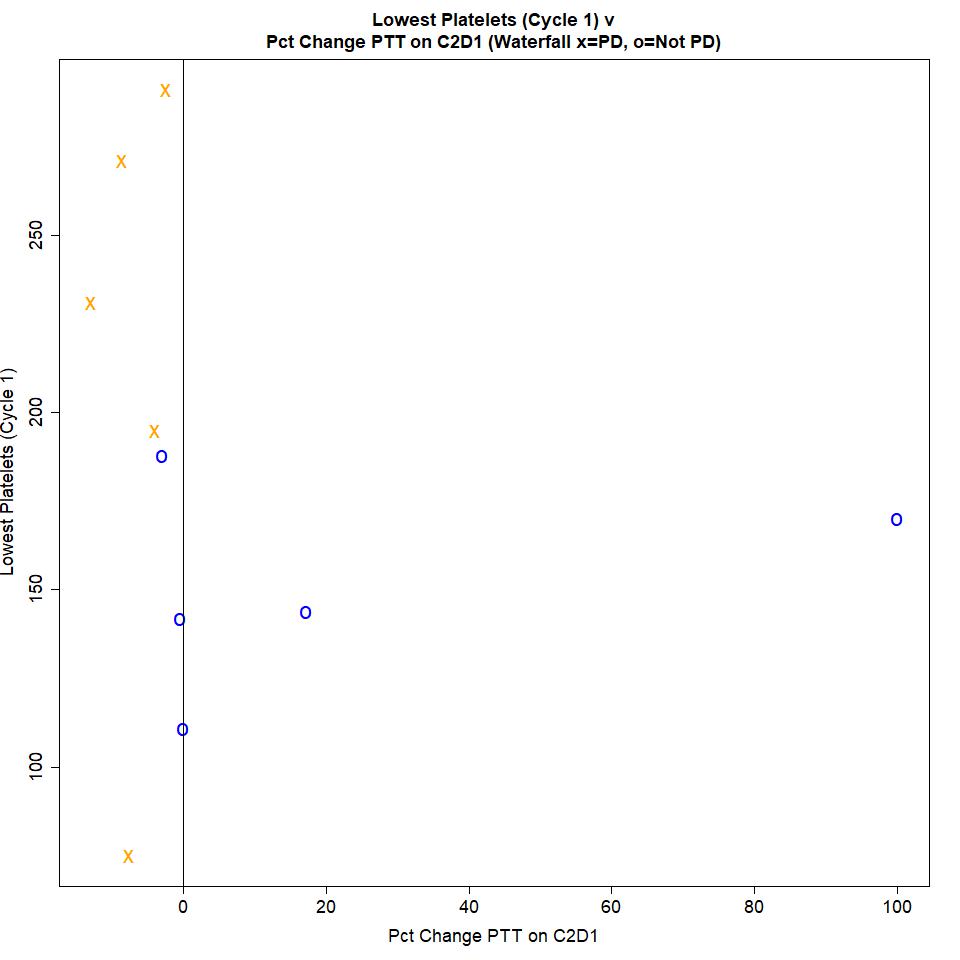 Lowest Platelets (Cycle 1) v
Pct Change PTT on C2D1 (Waterfall x=PD, o=Not PD)
Lowest Platelets (Cycle 1)
250
200
150
100
X
X
X
X
O
O
O
O
O
X
0
20
40
60
80
100
Pct Change PTT on C2D1